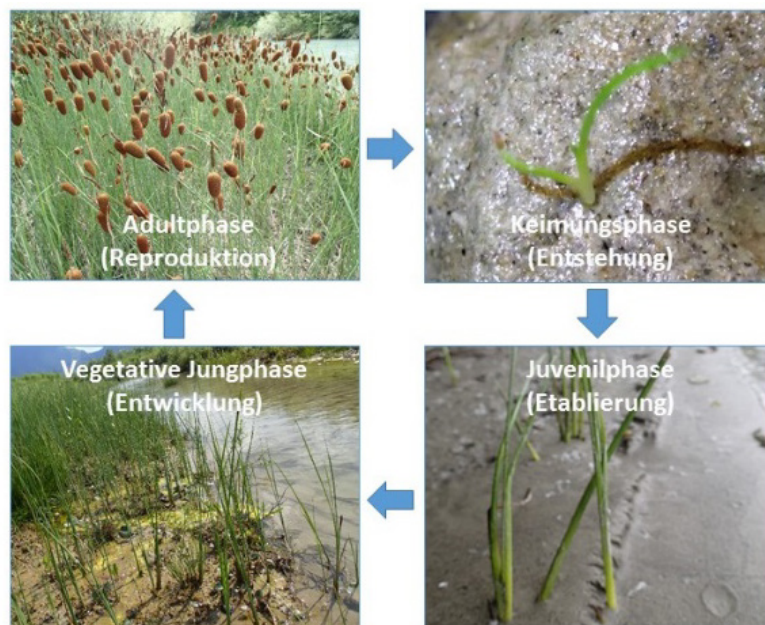 Adultphase
(Reproduktion)
Keimungsphase
(Entstehung)
Vegetative Jungphase
(Entwicklung)
Juvenilphase
(Etablierung)